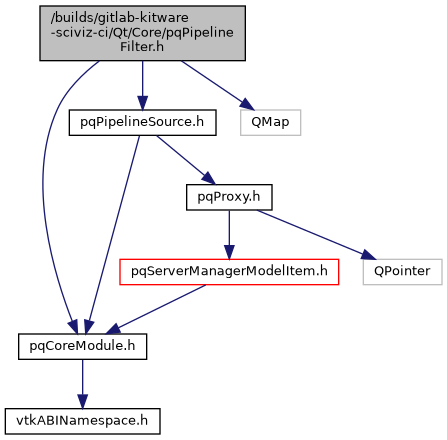 /builds/gitlab-kitware
-sciviz-ci/Qt/Core/pqPipeline
Filter.h
pqPipelineSource.h
QMap
pqProxy.h
pqServerManagerModelItem.h
QPointer
pqCoreModule.h
vtkABINamespace.h